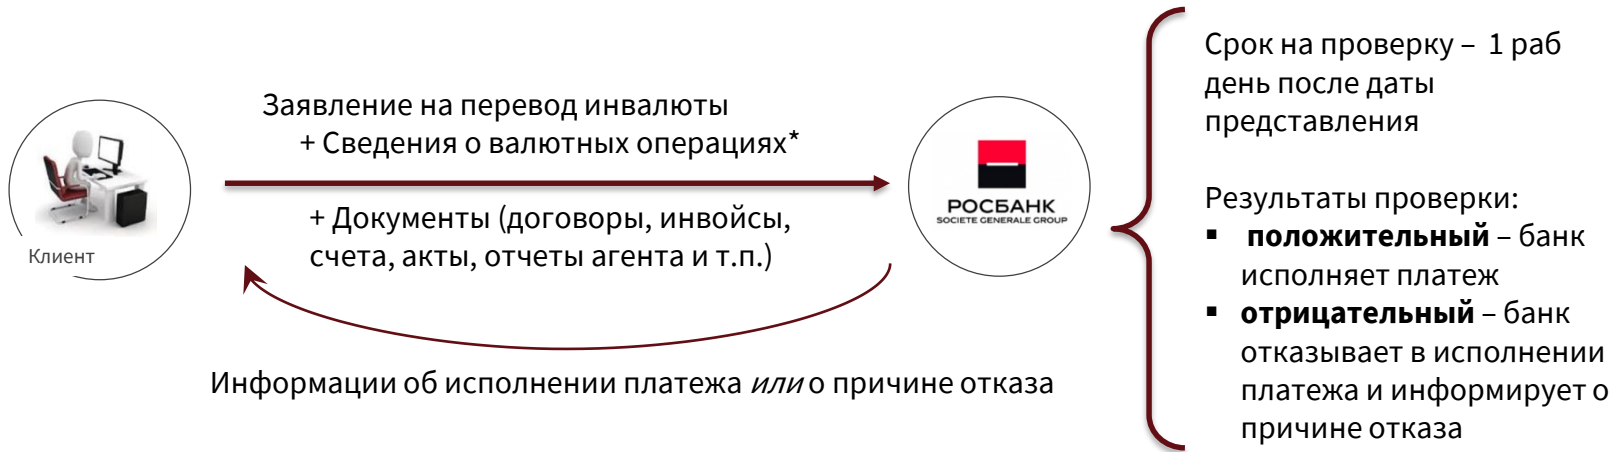 Клиент
Заявление на перевод инвалюты
+ Сведения о валютных операциях*
+ Документы (договоры, инвойсы,
счета, акты, отчеты агента и т.п.)
РОСБАНК
SOCIETE GENERALE GROUP
Информации об исполнении платежа или о причине отказа
Срок на проверку – 1 раб
день после даты
представления
Результаты проверки:
▪ положительный – банк
исполняет платеж
▪ отрицательный – банк
отказывает в исполнении
платежа и информирует о
причине отказа